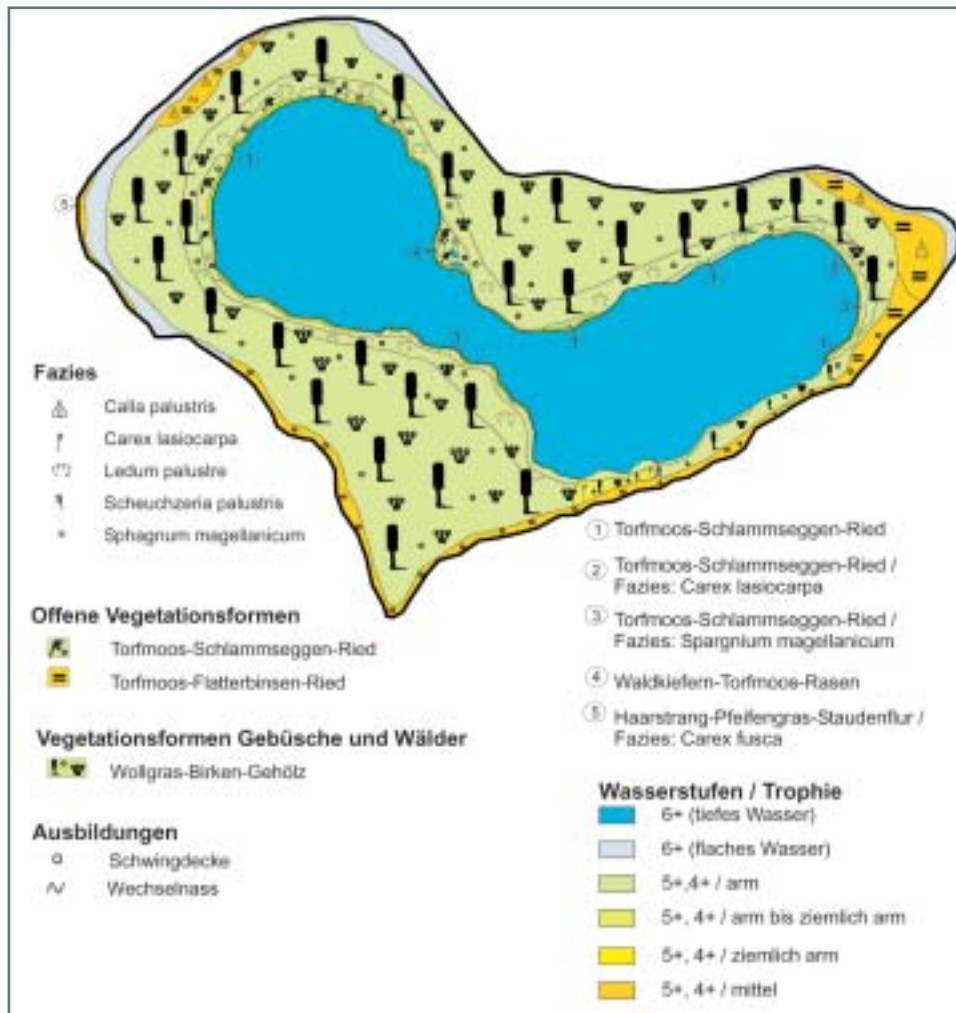 Fazies
Calla palustris
Carex lasiocarpa
Ledum palustre
Scheuchzeria palustris
Sphagnum magellanicum
Offene Vegetationsformen
Torfmoos-Schlammseggen-Ried
Torfmoos-Flatterbinsen-Ried
Vegetationsformen Gebüsche und Wälder
Wollgras-Birken-Gehölz
Ausbildungen
Schwingdecke
Wechselnass
5
1 Torfmoos-Schlammseggen-Ried
2 Torfmoos-Schlammseggen-Ried /
Fazies: Carex lasiocarpa
3 Torfmoos-Schlammseggen-Ried /
Fazies: Spargnium magellanicum
4 Waldkiefern-Torfmoos-Rasen
5 Haarstrang-Pfeifengras-Staudenflur /
Fazies: Carex fusca
Wasserstufen / Trophie
6+ (tiefes Wasser)
6+ (flaches Wasser)
5+,4+ / arm
5+, 4+ / arm bis ziemlich arm
5+, 4+ / ziemlich arm
5+, 4+ / mittel